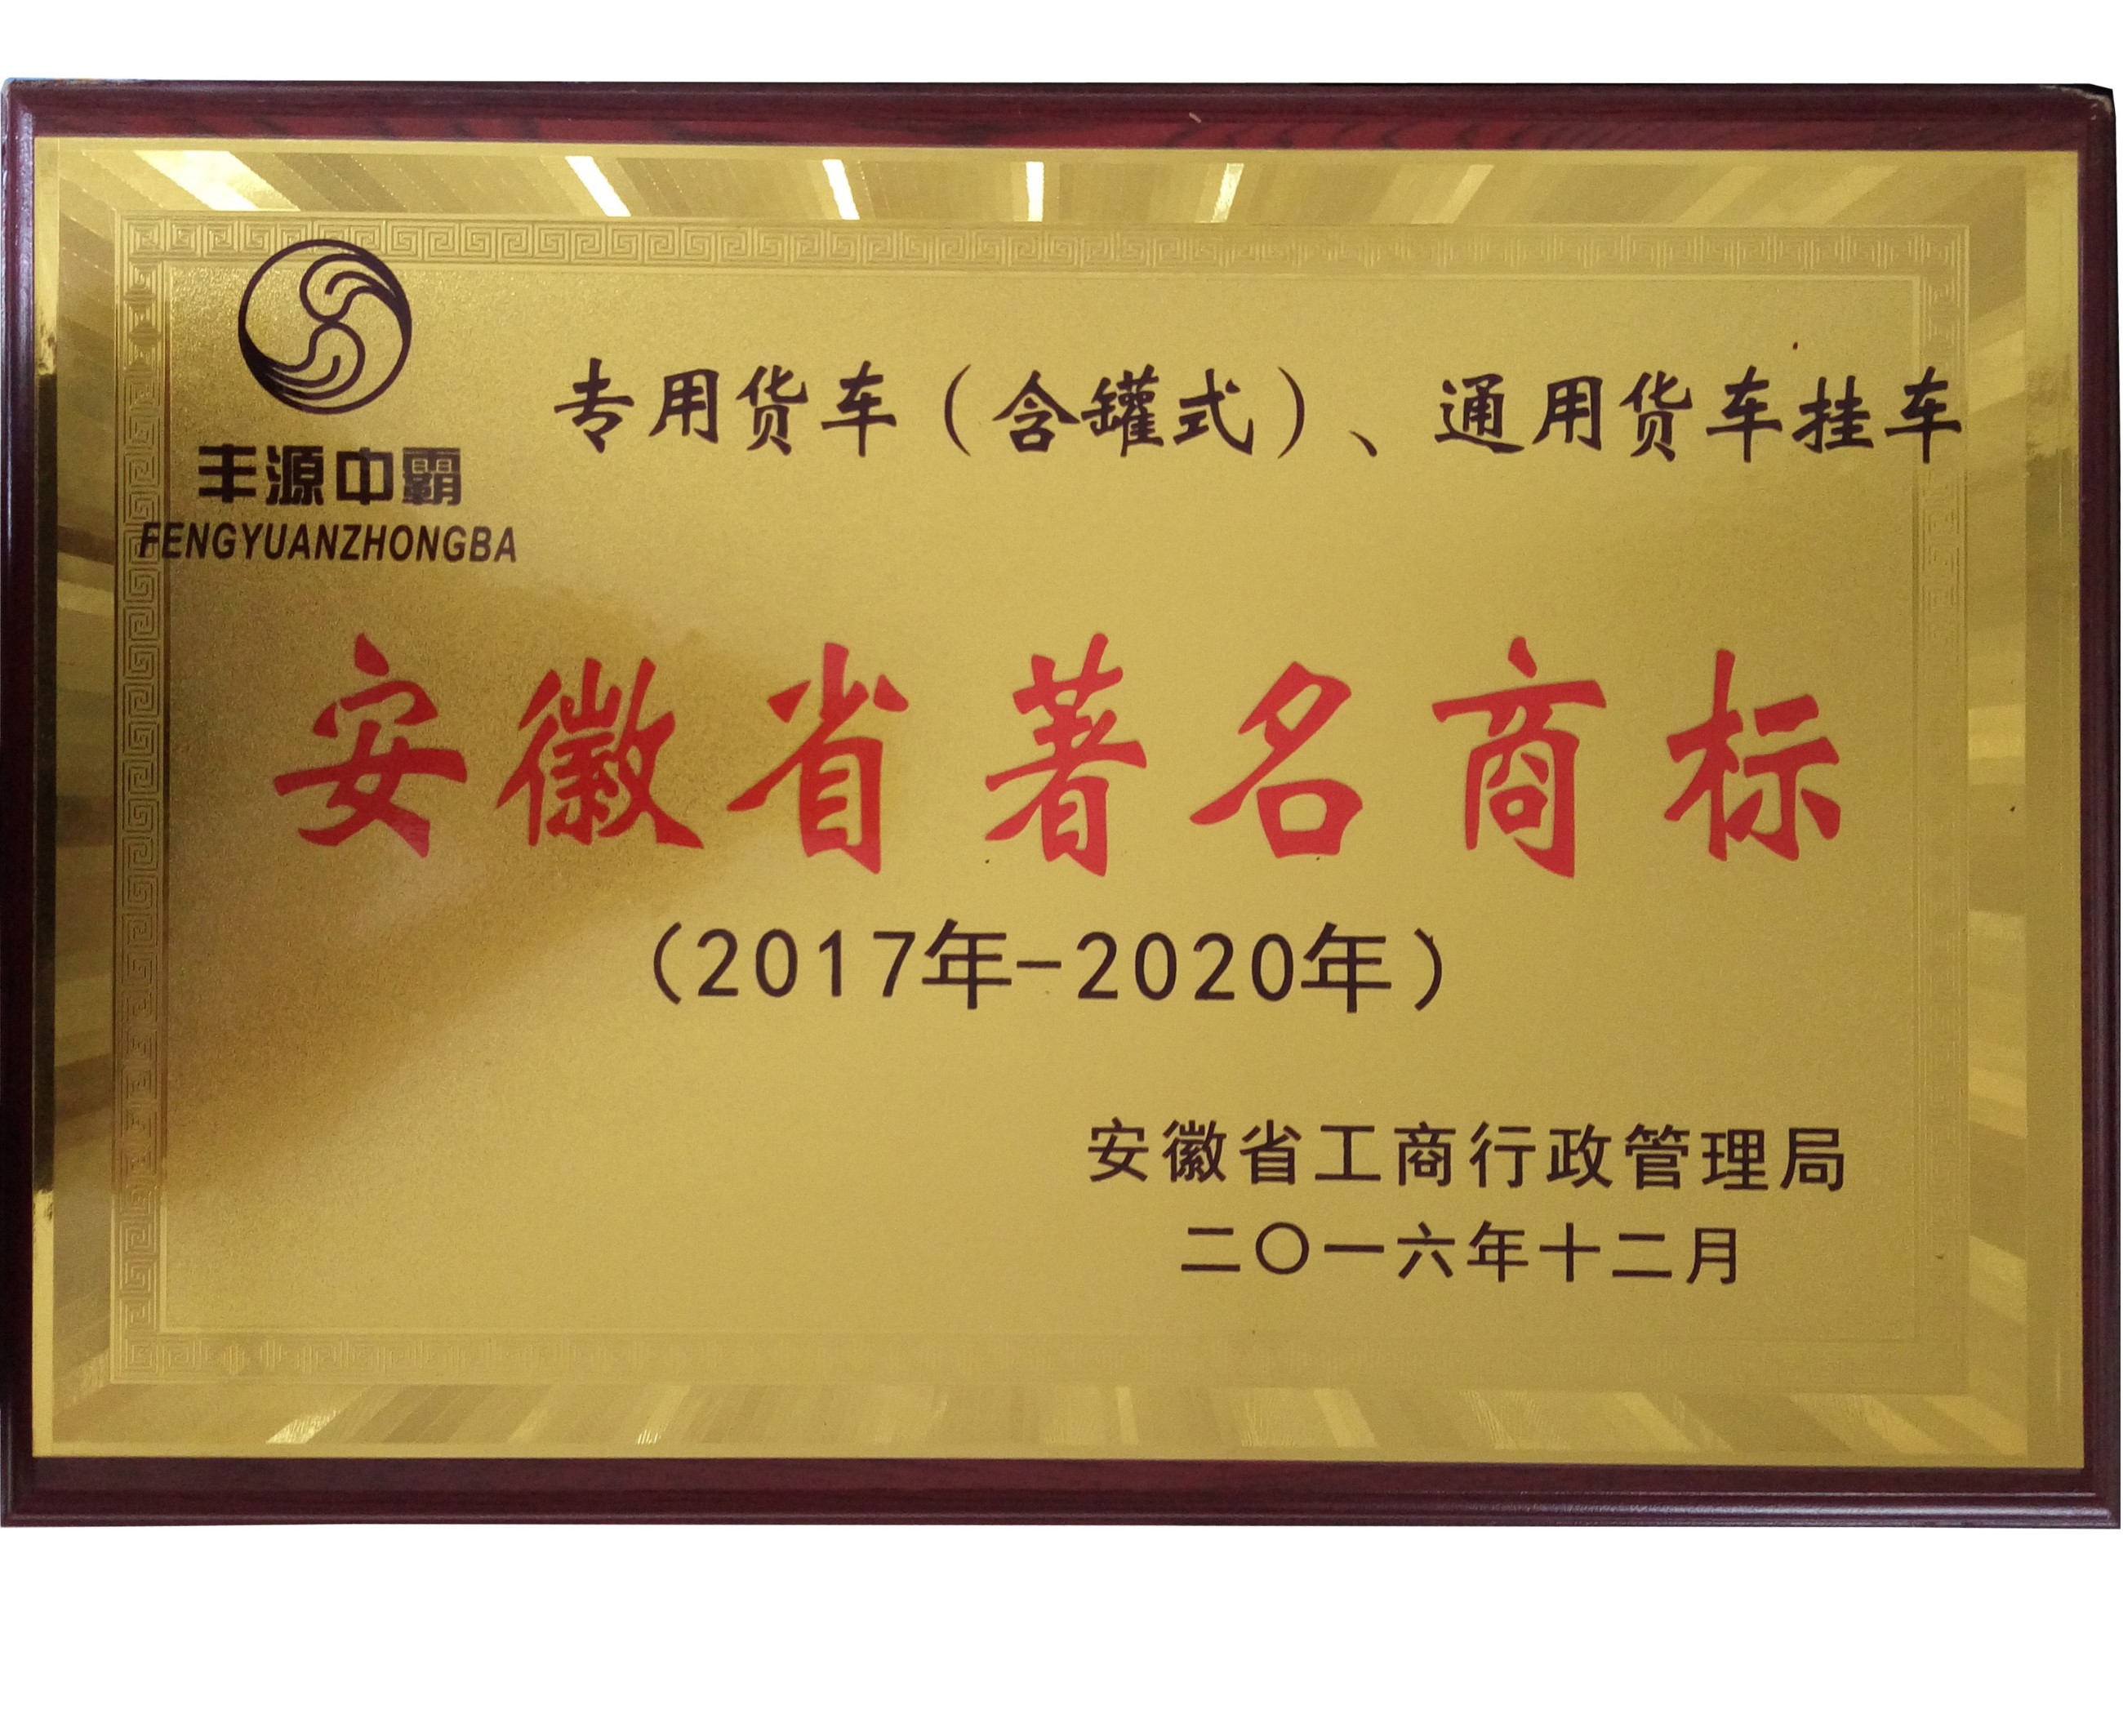 丰源中霸
FENGYUANZHONGBA
专用货车（含罐式）、通用货车挂车
安徽省著名商标
（2017年-2020年）
安徽省工商行政管理局
二〇一六年十二月